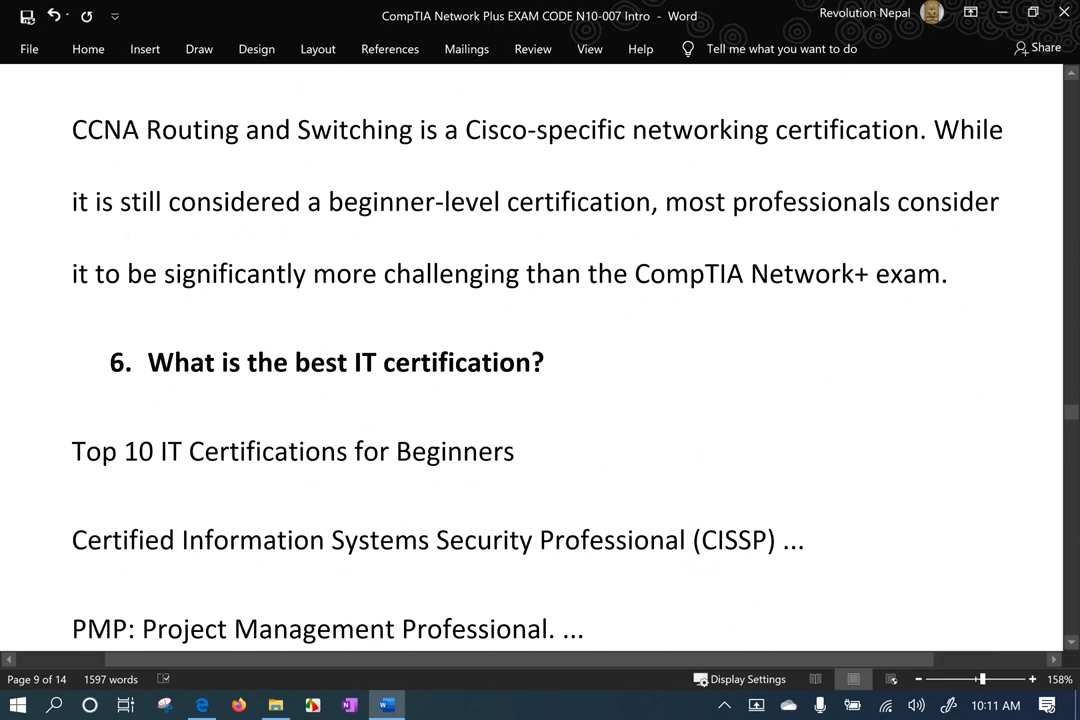 CompTIA Network Plus EXAM CODE N10-007 Intro - Word
Revolution Nepal
File Home Insert Draw Design Layout References Mailings Review View Help Tell me what you want to do Share
CCNA Routing and Switching is a Cisco-specific networking certification. While
it is still considered a beginner-level certification, most professionals consider
it to be significantly more challenging than the CompTIA Network+ exam.
6. What is the best IT certification?
Top 10 IT Certifications for Beginners
Certified Information Systems Security Professional (CISSP) ...
PMP: Project Management Professional. ...
Page 9 of 14 1597 words Display Settings 158%
10:11 AM